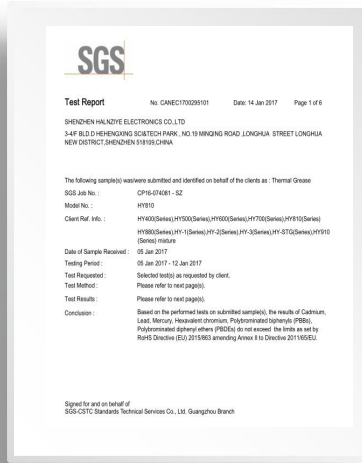 SGS
Test Report No. CANEC1700295101 Date: 14 Jan 2017 Page 1 of 6
SHENZHEN HALNZIYE ELECTRONICS CO.,LTD
3-4/F BLD.D HEHENGXING SCI&TECH PARK , NO.19 MINQING ROAD ,LONGHUA STREET LONGHUA
NEW DISTRICT,SHENZHEN 518109,CHINA
The following sample(s) was/were submitted and identified on behalf of the clients as : Thermal Grease
SGS Job No. : CP16-074061 - SZ
Model No. : HY810
Client Ref. Info. : HY400(Series),HY500(Series),HY600(Series),HY700(Series),HY810(Series)
HY880(Series),HY-1(Series),HY-2(Series),HY-3(Series),HY-STG(Series),HY910
(Series) mixture
Date of Sample Received : 05 Jan 2017
Testing Period : 05 Jan 2017 - 12 Jan 2017
Test Requested : Selected test(s) as requested by client.
Test Method : Please refer to next page(s).
Test Results : Please refer to next page(s).
Conclusion : Based on the performed tests on submitted sample(s), the results of Cadmium,
Lead, Mercury, Hexavalent chromium, Polybrominated biphenyls (PBBs),
Polybrominated diphenyl ethers (PBDEs) do not exceed the limits as set by
RoHS Directive (EU) 2015/863 amending Annex II to Directive 2011/65/EU.
Signed for and on behalf of
SGS-CSTC Standards Technical Services Co., Ltd. Guangzhou Branch